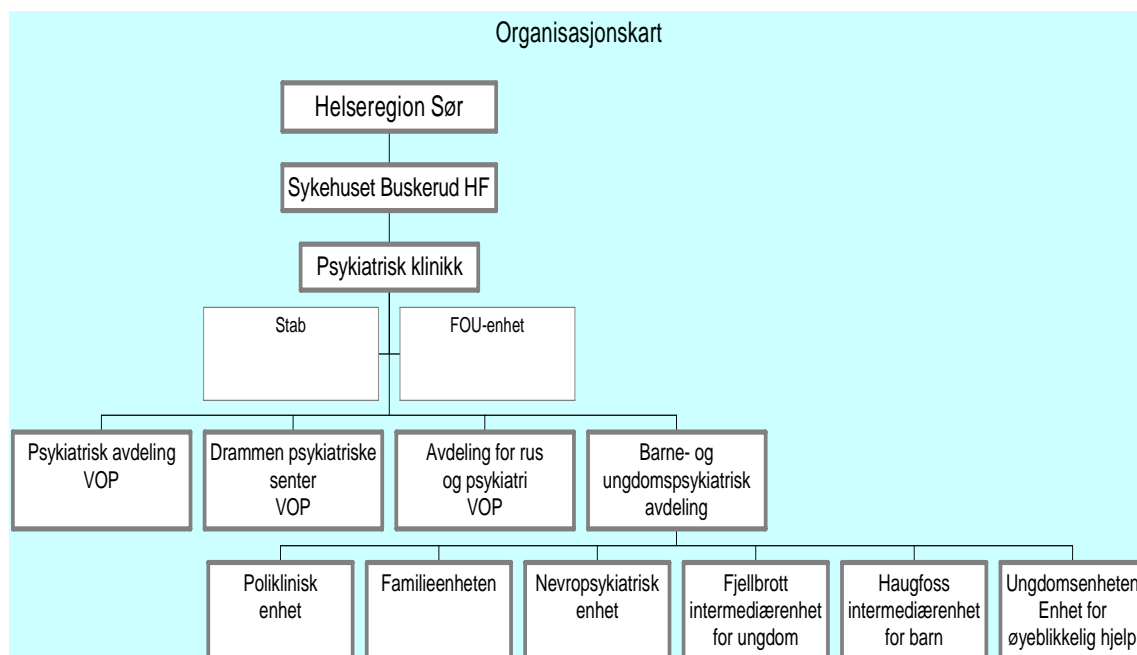 Organisasjonskart
Helseregion Sør
Sykehuset Buskerud HF
Psykiatrisk klinikk
Stab
FOU-enhet
Psykiatrisk avdeling
VOP
Drammen psykiatriske
senter
VOP
Avdeling for rus
og psykiatri
VOP
Barne- og
ungdomspsykiatrisk
avdeling
Poliklinisk
enhet
Familieenheten
Nevropsykiatrisk
enhet
Fjellbrott
intermediærenhet
for ungdom
Haugfoss
intermediærenhet
for barn
Ungdomsenheten
Enhet for
øyeblikkelig hjelp